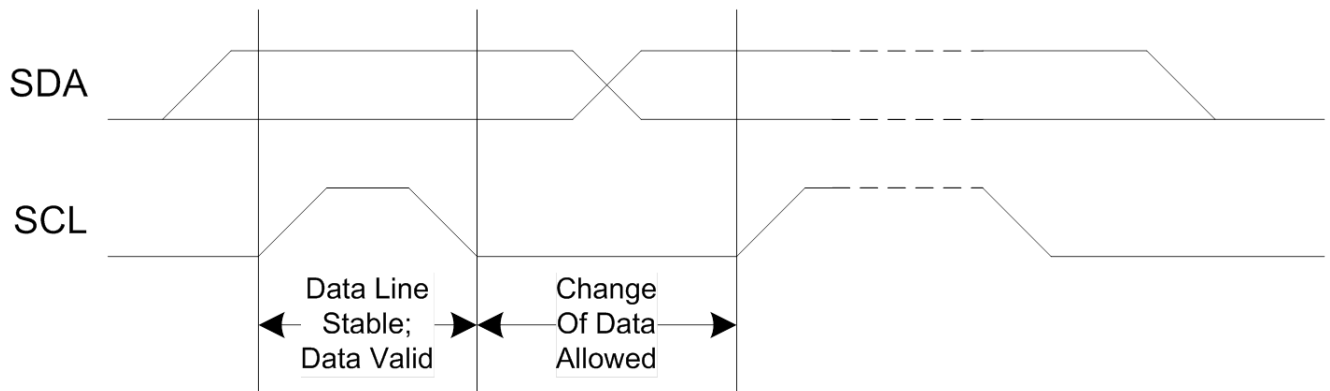 SDA
SCL
Data Line
Stable;
Data Valid
Change
Of Data
Allowed